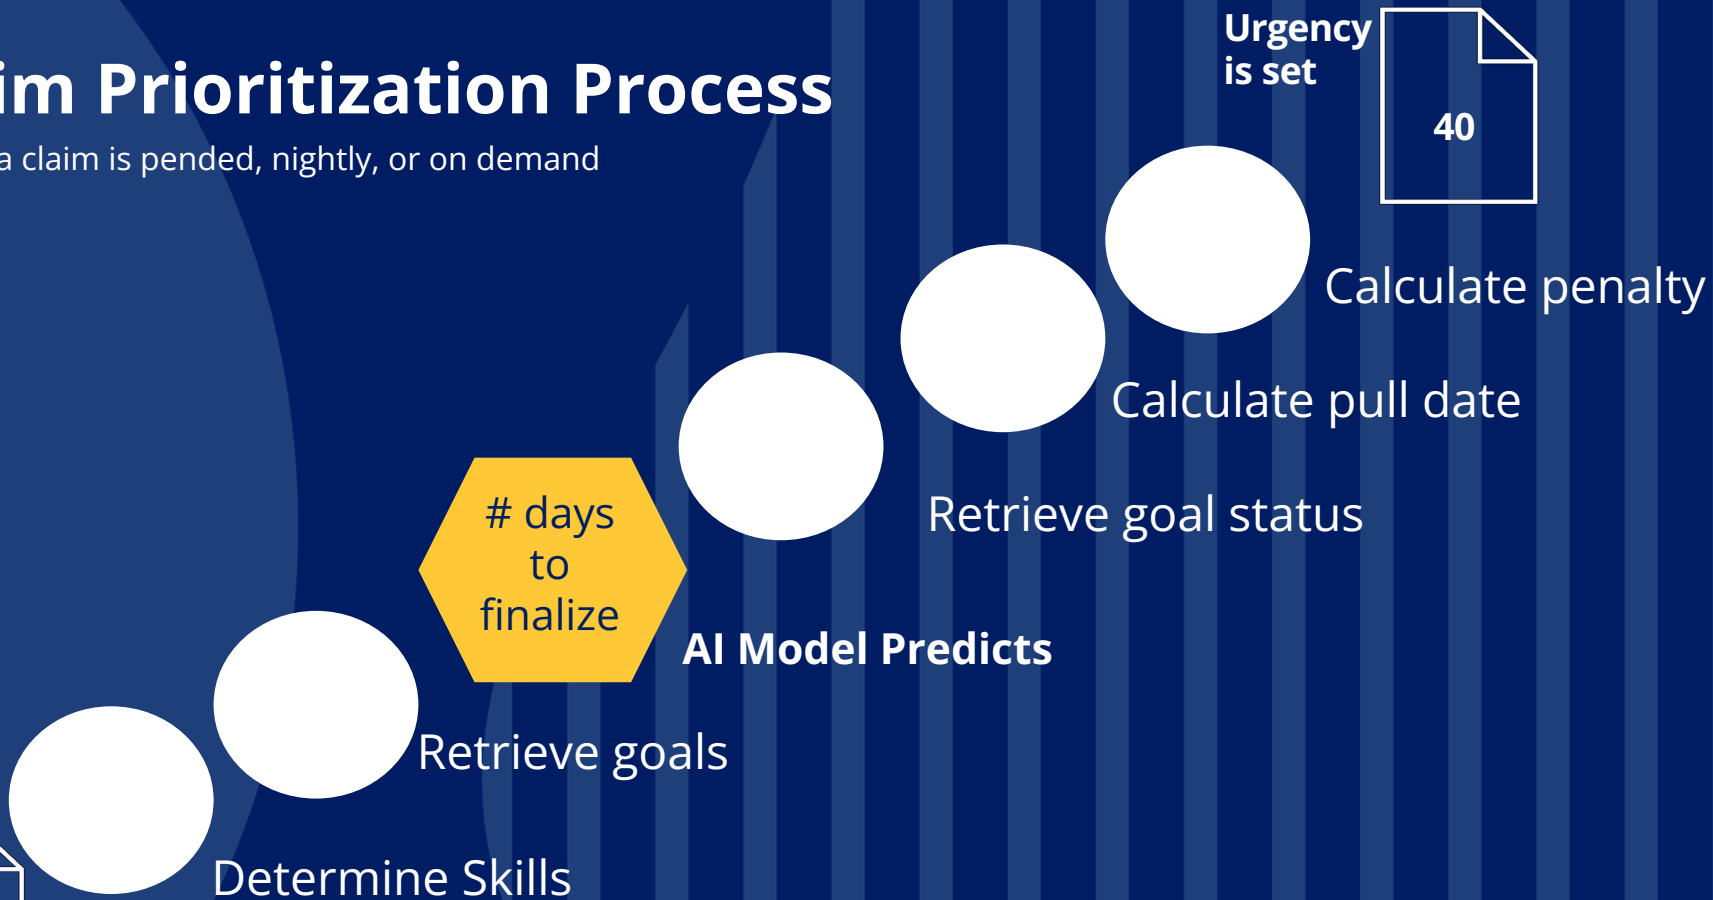 im Prioritization Process
a claim is pended, nightly, or on demand
Urgency
is set
40
Calculate penalty
Calculate pull date
Retrieve goal status
# days
to
finalize
AI Model Predicts
Retrieve goals
Determine Skills